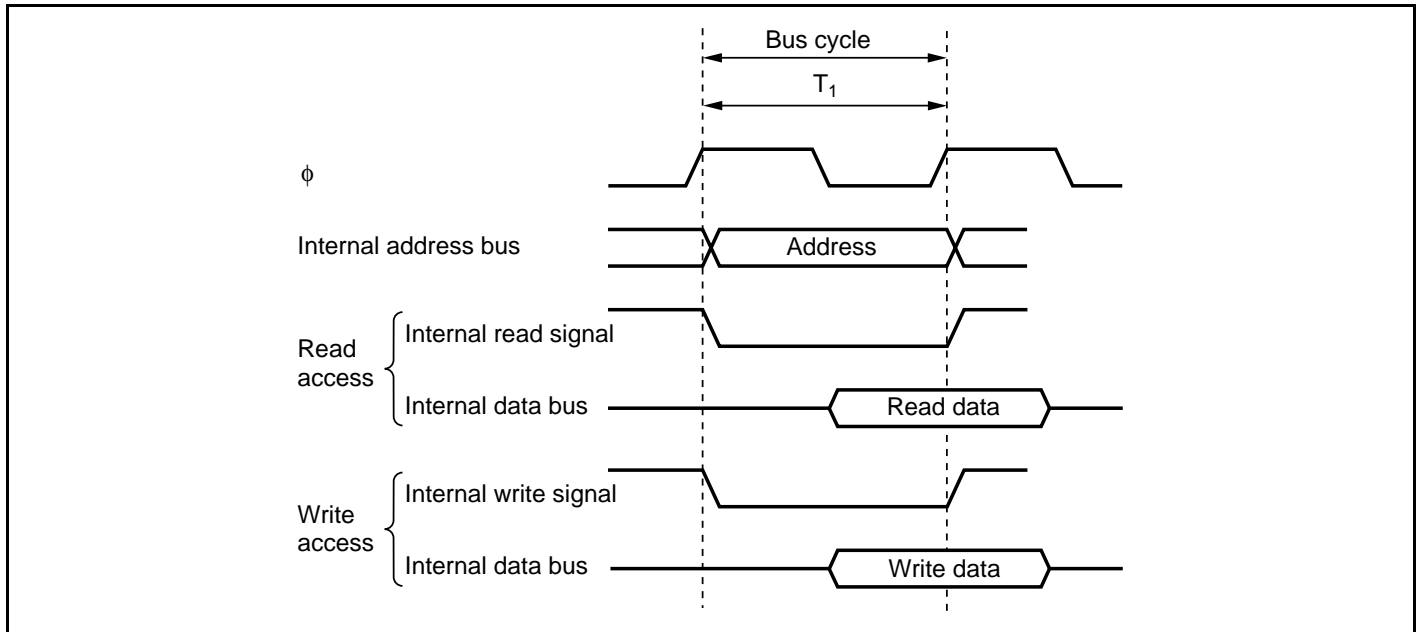 Bus cycle
T₁
ϕ
Internal address bus
Address
Read
access
Internal read signal
Internal data bus
Read data
Write
access
Internal write signal
Internal data bus
Write data